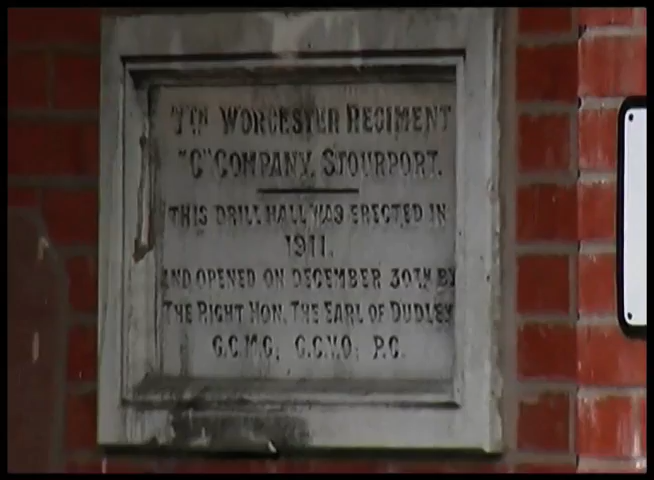 7TH WORCESTER REGIMENT
"C" COMPANY, STOURPORT.
THIS DRILL HALL WAS ERECTED IN
1911.
AND OPENED ON DECEMBER 30TH BY
THE RIGHT HON. THE EARL OF DUDLEY
G.C.M.G; G.C.V.O; P.C.